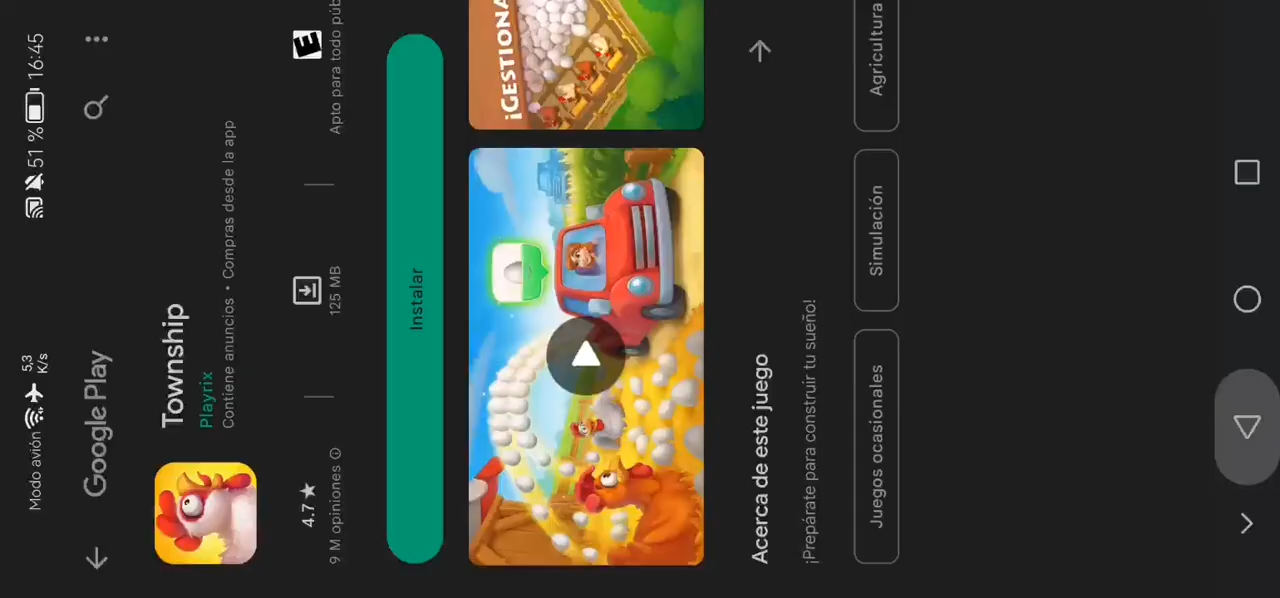 Modo avión 5,3 K/s 51 % 16:45
Google Play
Township
Playrix
Contiene anuncios • Compras desde la app
4.7★
9 M opiniones
125 MB
E
Apto para todo púb
Instalar
¡GESTIONA
Acerca de este juego
¡Prepárate para construir tu sueño!
Juegos ocasionales
Simulación
Agricultura